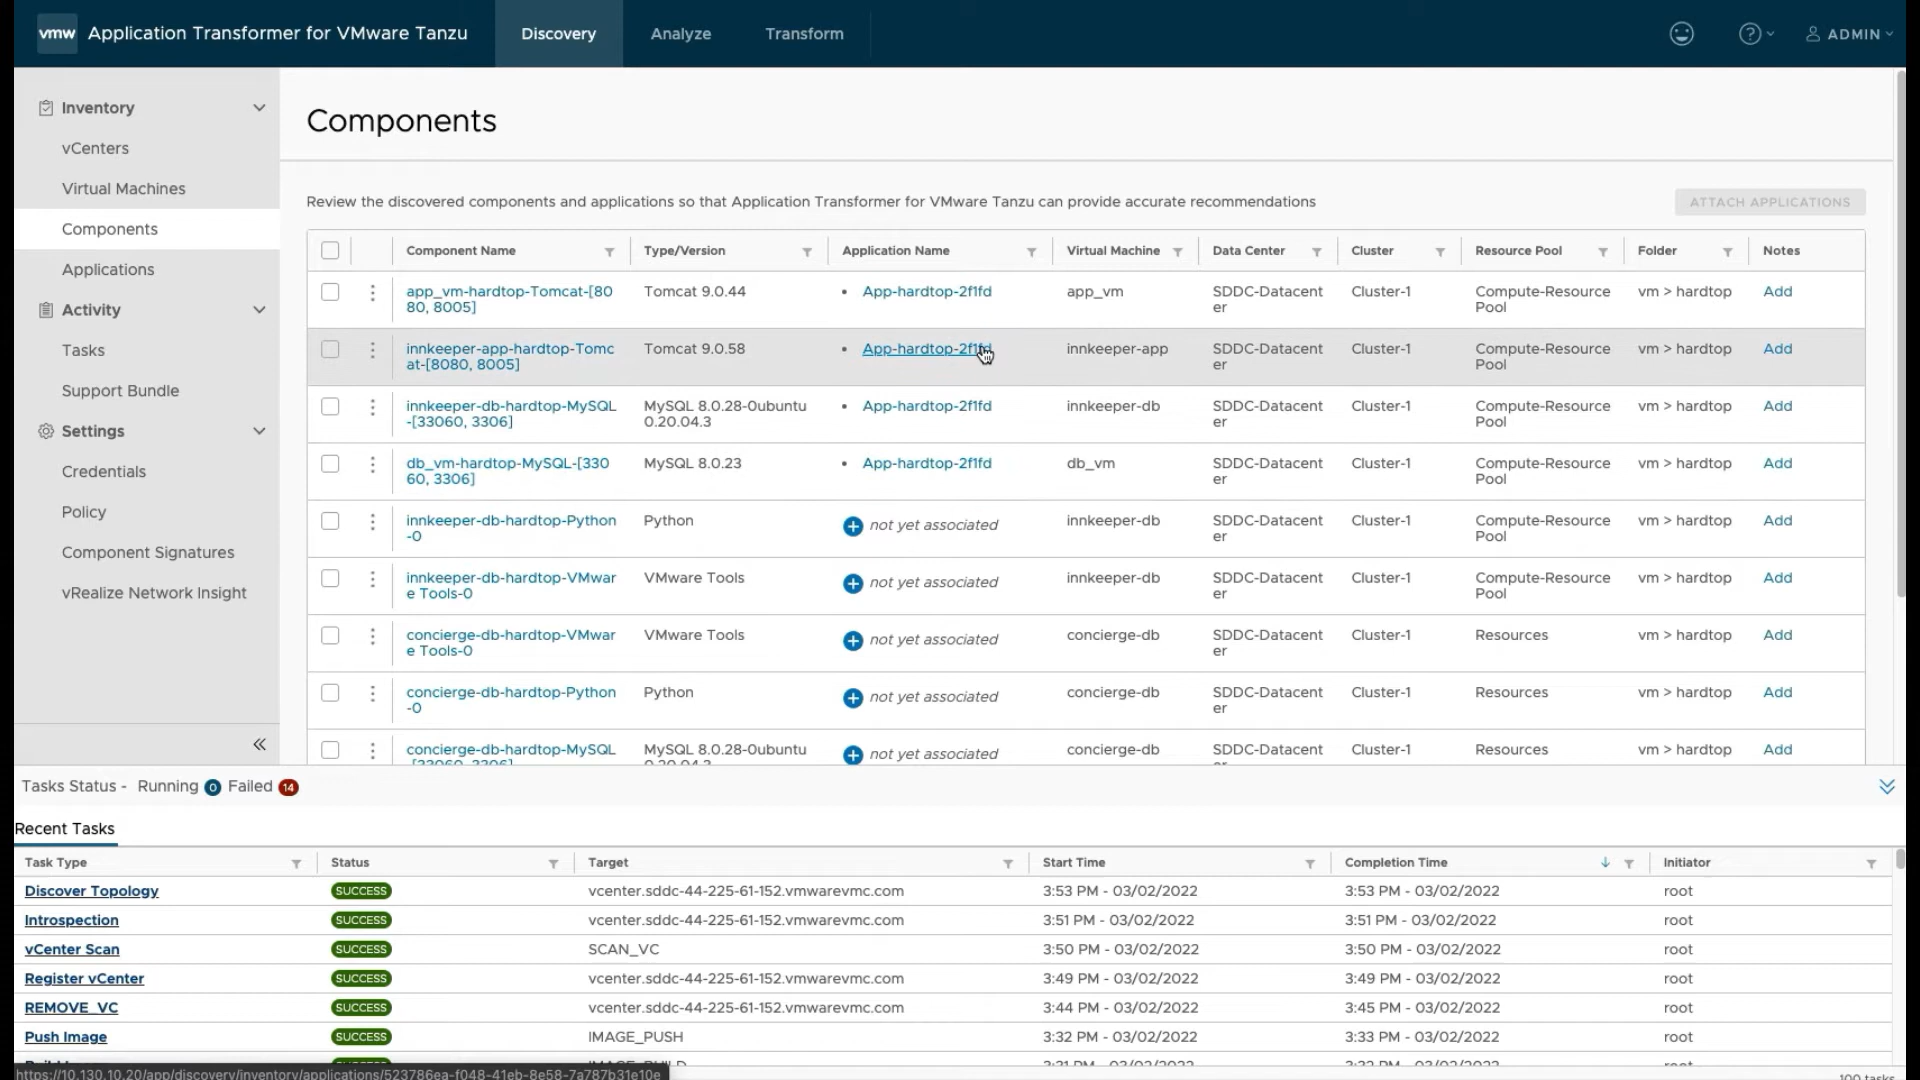 vmw Application Transformer for VMware Tanzu Discovery Analyze Transform ADMIN
Inventory
vCenters
Virtual Machines
Components
Applications
Activity
Tasks
Support Bundle
Settings
Credentials
Policy
Component Signatures
vRealize Network Insight
Components
Review the discovered components and applications so that Application Transformer for VMware Tanzu can provide accurate recommendations
ATTACH APPLICATIONS
Component Name Type/Version Application Name Virtual Machine Data Center Cluster Resource Pool Folder Notes
app_vm-hardtop-Tomcat-[80 Tomcat 9.0.44 • App-hardtop-2f1fd app_vm SDDC-Datacent Cluster-1 Compute-Resource vm > hardtop Add
80, 8005] er Pool
innkeeper-app-hardtop-Tomc Tomcat 9.0.58 • App-hardtop-2f1fd innkeeper-app SDDC-Datacent Cluster-1 Compute-Resource vm > hardtop Add
at-[8080, 8005] er Pool
innkeeper-db-hardtop-MySQL MySQL 8.0.28-0ubuntu • App-hardtop-2f1fd innkeeper-db SDDC-Datacent Cluster-1 Compute-Resource vm > hardtop Add
-[33060, 3306] 0.20.04.3 er Pool
db_vm-hardtop-MySQL-[330 MySQL 8.0.23 • App-hardtop-2f1fd db_vm SDDC-Datacent Cluster-1 Compute-Resource vm > hardtop Add
60, 3306] er Pool
innkeeper-db-hardtop-Python Python not yet associated innkeeper-db SDDC-Datacent Cluster-1 Compute-Resource vm > hardtop Add
-0 er Pool
innkeeper-db-hardtop-VMwar VMware Tools not yet associated innkeeper-db SDDC-Datacent Cluster-1 Compute-Resource vm > hardtop Add
e Tools-0 er Pool
concierge-db-hardtop-VMwar VMware Tools not yet associated concierge-db SDDC-Datacent Cluster-1 Resources vm > hardtop Add
e Tools-0 er
concierge-db-hardtop-Python Python not yet associated concierge-db SDDC-Datacent Cluster-1 Resources vm > hardtop Add
-0 er
concierge-db-hardtop-MySQL MySQL 8.0.28-0ubuntu not yet associated concierge-db SDDC-Datacent Cluster-1 Resources vm > hardtop Add
Tasks Status - Running 0 Failed 14
Recent Tasks
Task Type Status Target Start Time Completion Time Initiator
Discover Topology SUCCESS vcenter.sddc-44-225-61-152.vmwarevmc.com 3:53 PM - 03/02/2022 3:53 PM - 03/02/2022 root
Introspection SUCCESS vcenter.sddc-44-225-61-152.vmwarevmc.com 3:51 PM - 03/02/2022 3:51 PM - 03/02/2022 root
vCenter Scan SUCCESS SCAN_VC 3:50 PM - 03/02/2022 3:50 PM - 03/02/2022 root
Register vCenter SUCCESS vcenter.sddc-44-225-61-152.vmwarevmc.com 3:49 PM - 03/02/2022 3:49 PM - 03/02/2022 root
REMOVE_VC SUCCESS vcenter.sddc-44-225-61-152.vmwarevmc.com 3:44 PM - 03/02/2022 3:45 PM - 03/02/2022 root
Push Image SUCCESS IMAGE_PUSH 3:32 PM - 03/02/2022 3:33 PM - 03/02/2022 root
https://10.130.10.20/app/discovery/inventory/applications/523786ea-f048-41eb-8e58-7a787b31e10e
100 tasks